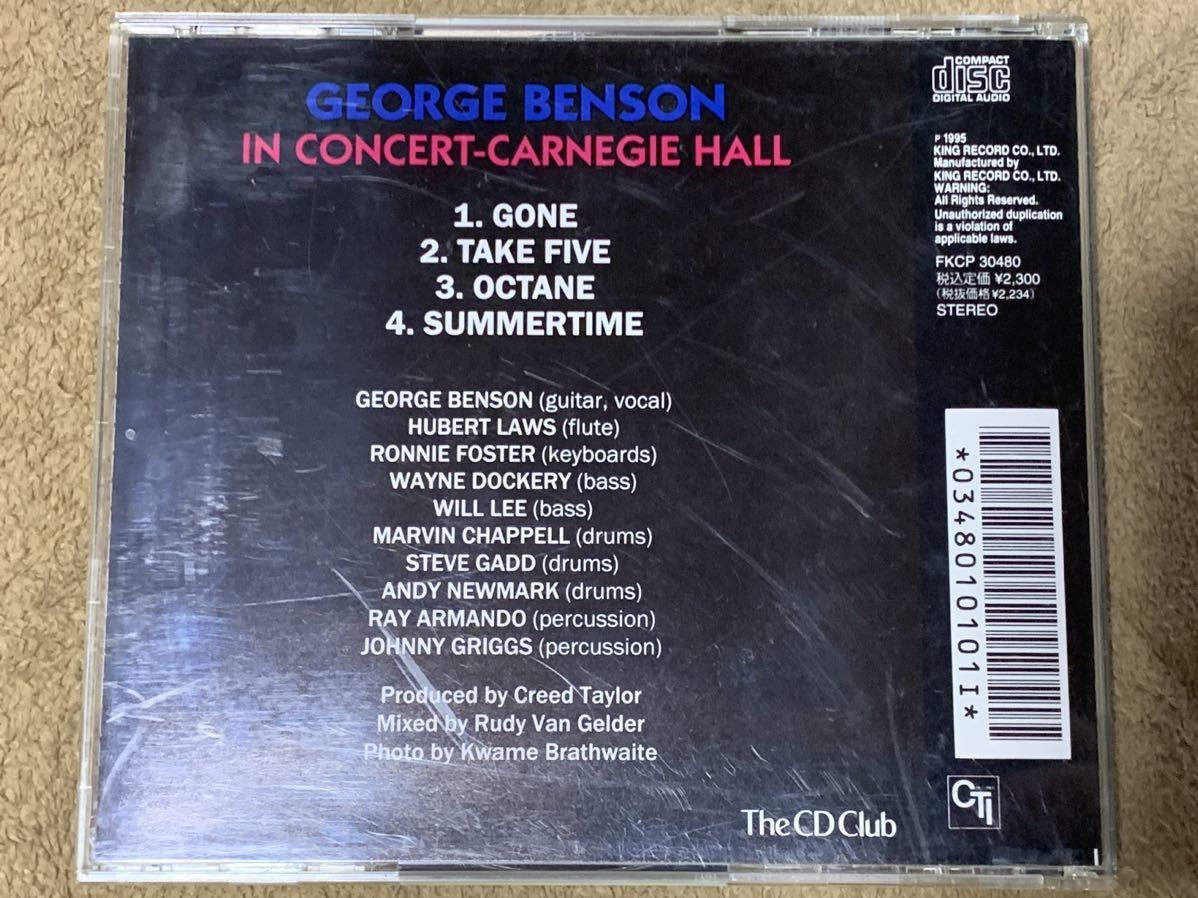 GEORGE BENSON
IN CONCERT-CARNEGIE HALL
1. GONE
2. TAKE FIVE
3. OCTANE
4. SUMMERTIME
GEORGE BENSON (guitar, vocal)
HUBERT LAWS (flute)
RONNIE FOSTER (keyboards)
WAYNE DOCKERY (bass)
WILL LEE (bass)
MARVIN CHAPPELL (drums)
STEVE GADD (drums)
ANDY NEWMARK (drums)
RAY ARMANDO (percussion)
JOHNNY GRIGGS (percussion)
Produced by Creed Taylor
Mixed by Rudy Van Gelder
Photo by Kwame Brathwaite
The CD Club
COMPACT
disc
DIGITAL AUDIO
℗ 1995
KING RECORD CO., LTD.
Manufactured by
KING RECORD CO., LTD.
WARNING:
All Rights Reserved.
Unauthorized duplication
is a violation of
applicable laws.
FKCP 30480
税込定価 ¥2,300
(税抜価格¥2,234)
STEREO
*0348010101I*
CTI